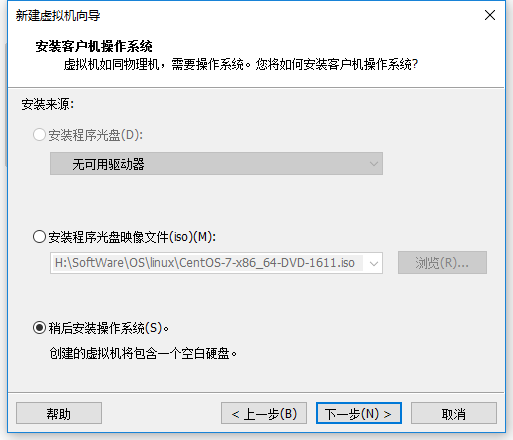 新建虚拟机向导
安装客户机操作系统
虚拟机如同物理机，需要操作系统。您将如何安装客户机操作系统?
安装来源:
安装程序光盘(D):
无可用驱动器
安装程序光盘映像文件(iso)(M):
H:\SoftWare\OS\linux\CentOS-7-x86_64-DVD-1611.iso
浏览(R)...
稍后安装操作系统(S)。
创建的虚拟机将包含一个空白硬盘。
帮助
< 上一步(B)
下一步(N) >
取消